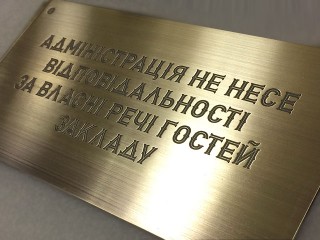 АДМІНІСТРАЦІЯ НЕ НЕСЕ
ВІДПОВІДАЛЬНОСТІ
ЗА ВЛАСНІ РЕЧІ ГОСТЕЙ
ЗАКЛАДУ